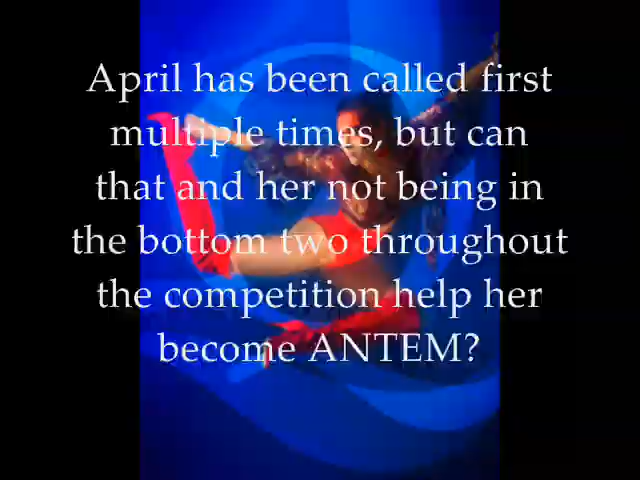 April has been called first
multiple times, but can
that and her not being in
the bottom two throughout
the competition help her
become ANTEM?